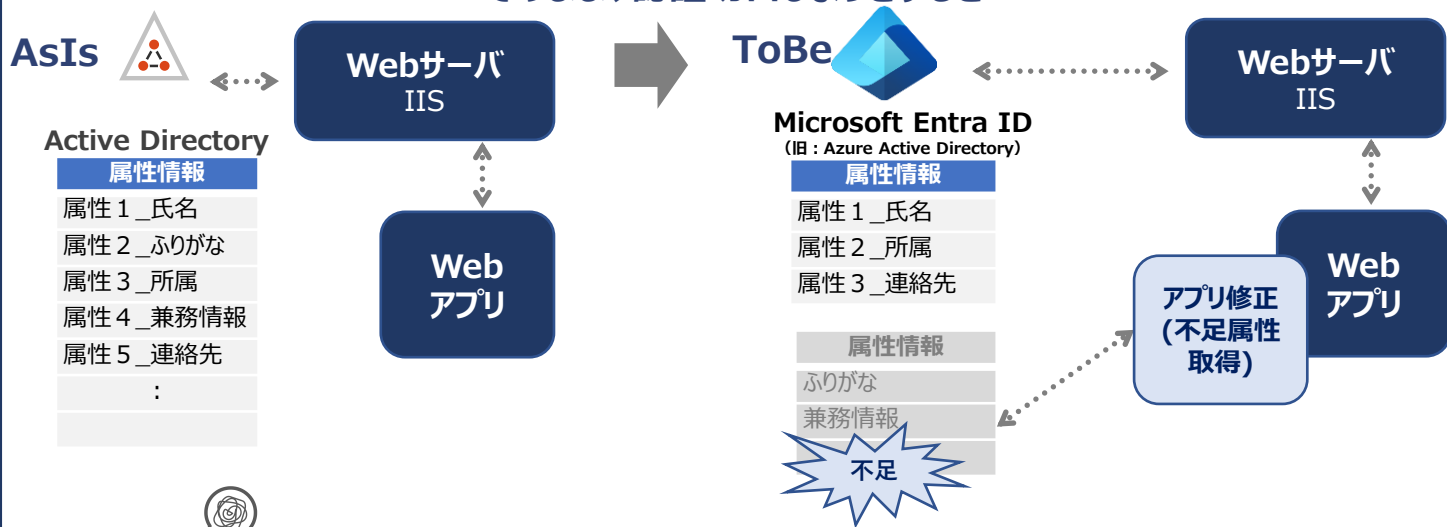 AsIs
Webサーバ
IIS
Active Directory
属性情報
属性１_氏名
属性２_ふりがな
属性３_所属
属性４_兼務情報
属性５_連絡先
：
Web
アプリ
ToBe
Microsoft Entra ID
（旧：Azure Active Directory）
属性情報
属性１_氏名
属性２_所属
属性３_連絡先
属性情報
ふりがな
兼務情報
不足
Webサーバ
IIS
Web
アプリ
アプリ修正
(不足属性
取得)